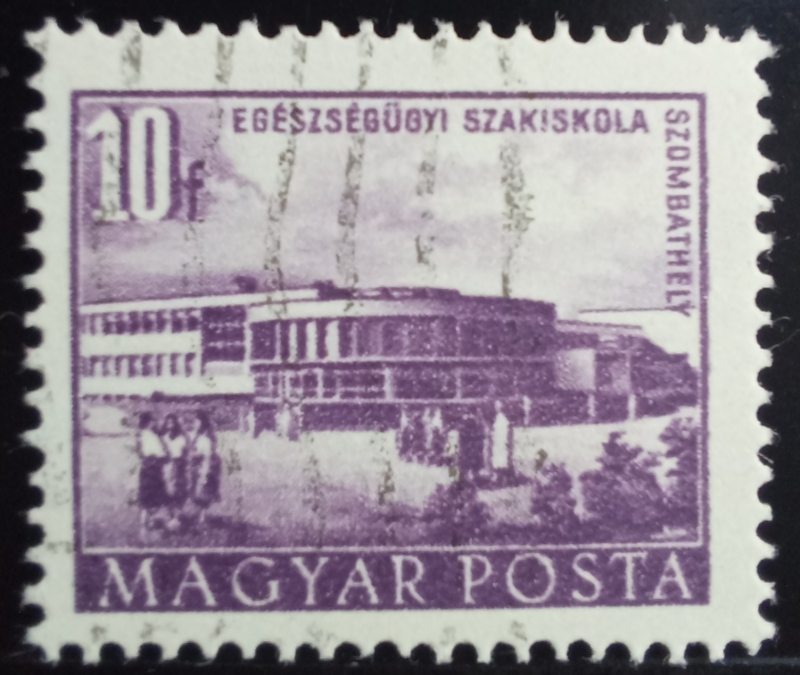 10f
EGÉSZSÉGÜGYI SZAKISKOLA
SZOMBATHELY
MAGYAR POSTA